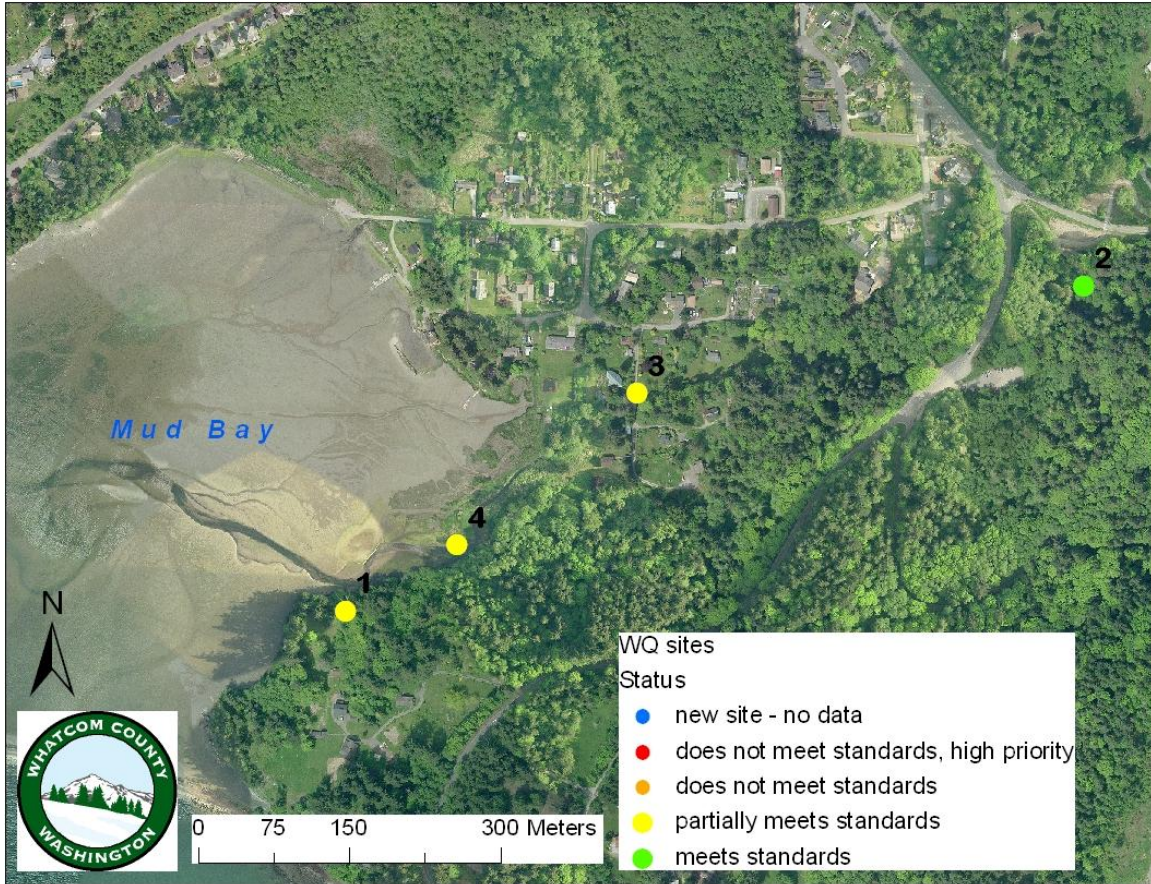 2
3
Mud Bay
4
1
N
WHATCOM COUNTY
WASHINGTON
0 75 150 300 Meters
WQ sites
Status
new site - no data
does not meet standards, high priority
does not meet standards
partially meets standards
meets standards